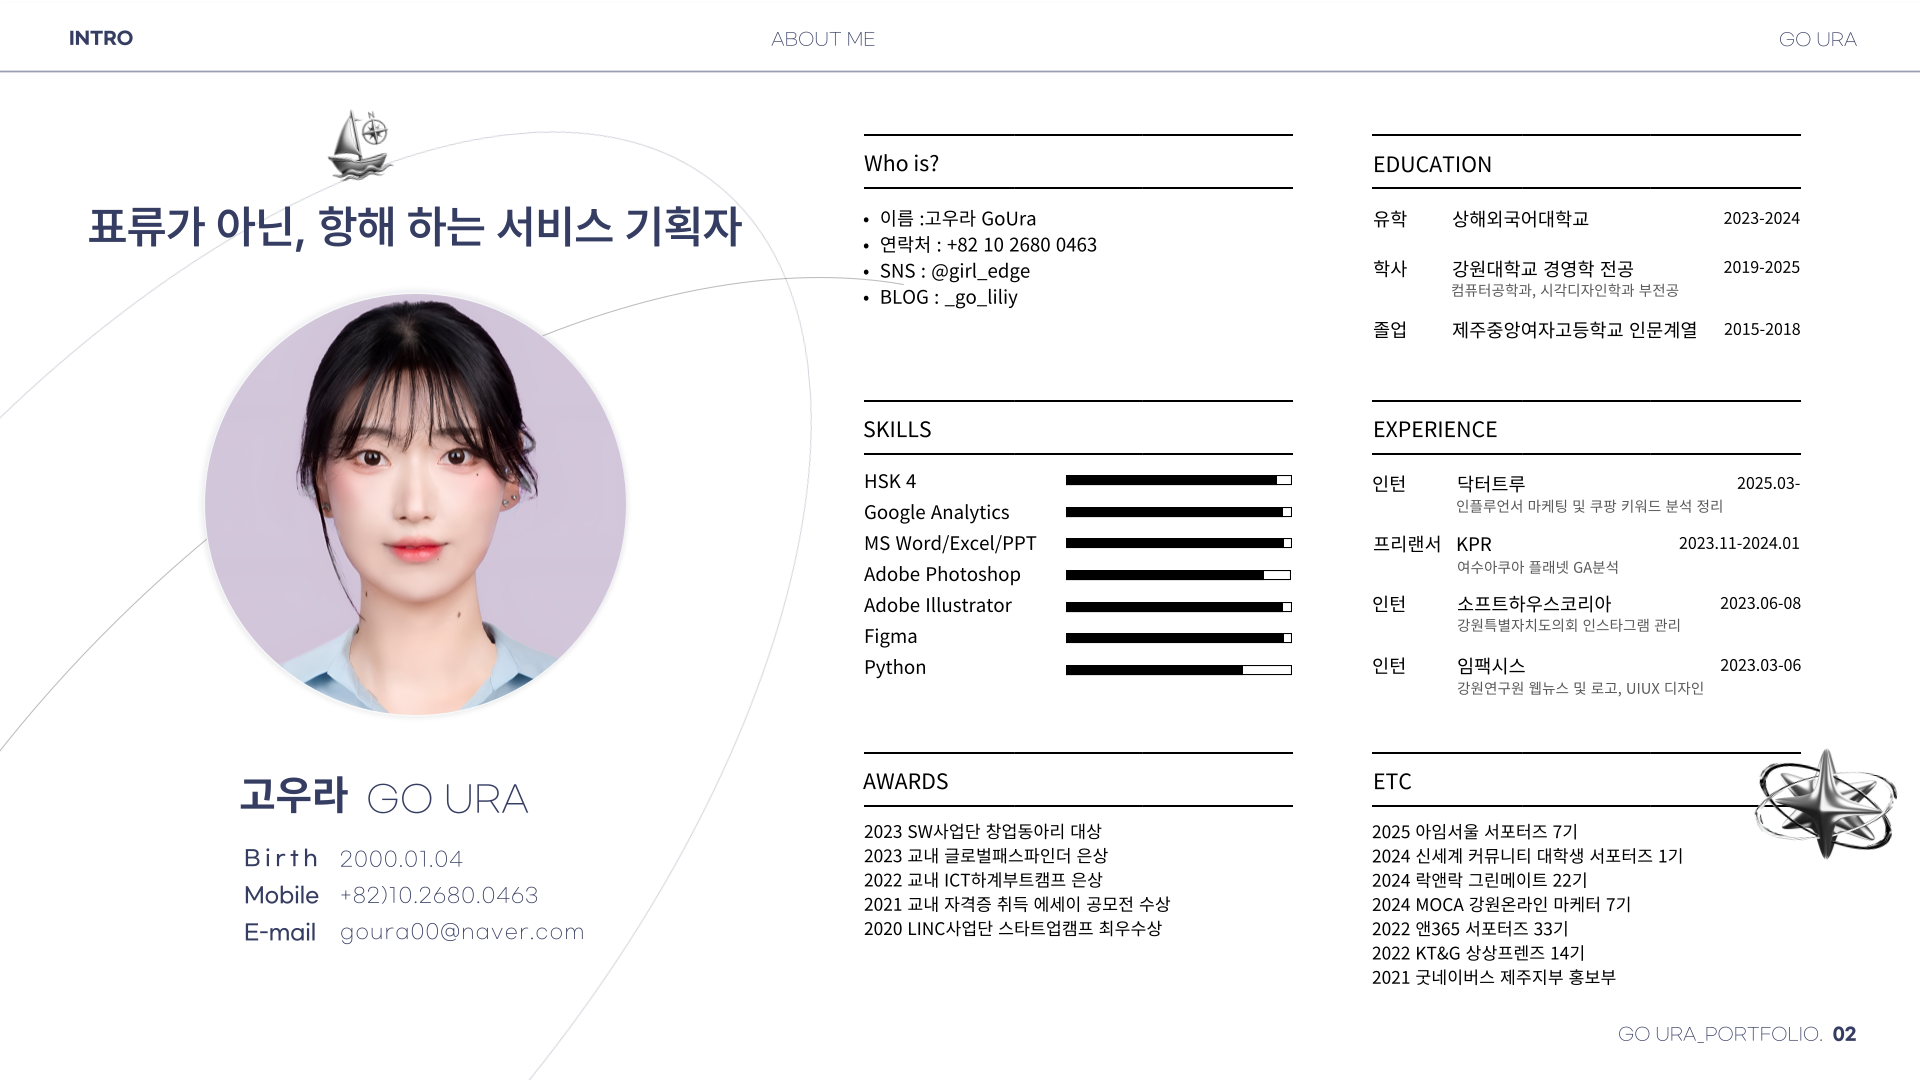 INTRO
ABOUT ME
GO URA
N
표류가 아닌, 항해 하는 서비스 기획자
고우라 GO URA
Birth 2000.01.04
Mobile +82)10.2680.0463
E-mail goura00@naver.com
Who is?
• 이름 :고우라 GoUra
• 연락처 : +82 10 2680 0463
• SNS : @girl_edge
• BLOG : _go_liliy
SKILLS
HSK 4
Google Analytics
MS Word/Excel/PPT
Adobe Photoshop
Adobe Illustrator
Figma
Python
AWARDS
2023 SW사업단 창업동아리 대상
2023 교내 글로벌패스파인더 은상
2022 교내 ICT하계부트캠프 은상
2021 교내 자격증 취득 에세이 공모전 수상
2020 LINC사업단 스타트업캠프 최우수상
EDUCATION
유학 상해외국어대학교 2023-2024
학사 강원대학교 경영학 전공 2019-2025
컴퓨터공학과, 시각디자인학과 부전공
졸업 제주중앙여자고등학교 인문계열 2015-2018
EXPERIENCE
인턴 닥터트루 2025.03-
인플루언서 마케팅 및 쿠팡 키워드 분석 정리
프리랜서 KPR 2023.11-2024.01
여수아쿠아 플래넷 GA분석
인턴 소프트하우스코리아 2023.06-08
강원특별자치도의회 인스타그램 관리
인턴 임팩시스 2023.03-06
강원연구원 웹뉴스 및 로고, UIUX 디자인
ETC
2025 아임서울 서포터즈 7기
2024 신세계 커뮤니티 대학생 서포터즈 1기
2024 락앤락 그린메이트 22기
2024 MOCA 강원온라인 마케터 7기
2022 앤365 서포터즈 33기
2022 KT&G 상상프렌즈 14기
2021 굿네이버스 제주지부 홍보부
GO URA_PORTFOLIO. 02